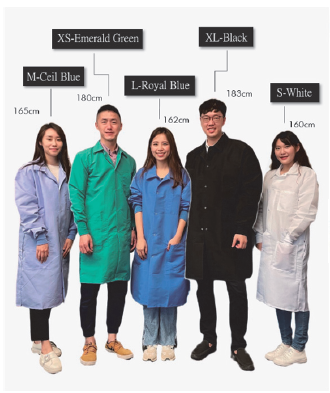 XS-Emerald Green
XL-Black
M-Ceil Blue
180cm
L-Royal Blue
183cm
S-White
165cm
162cm
160cm